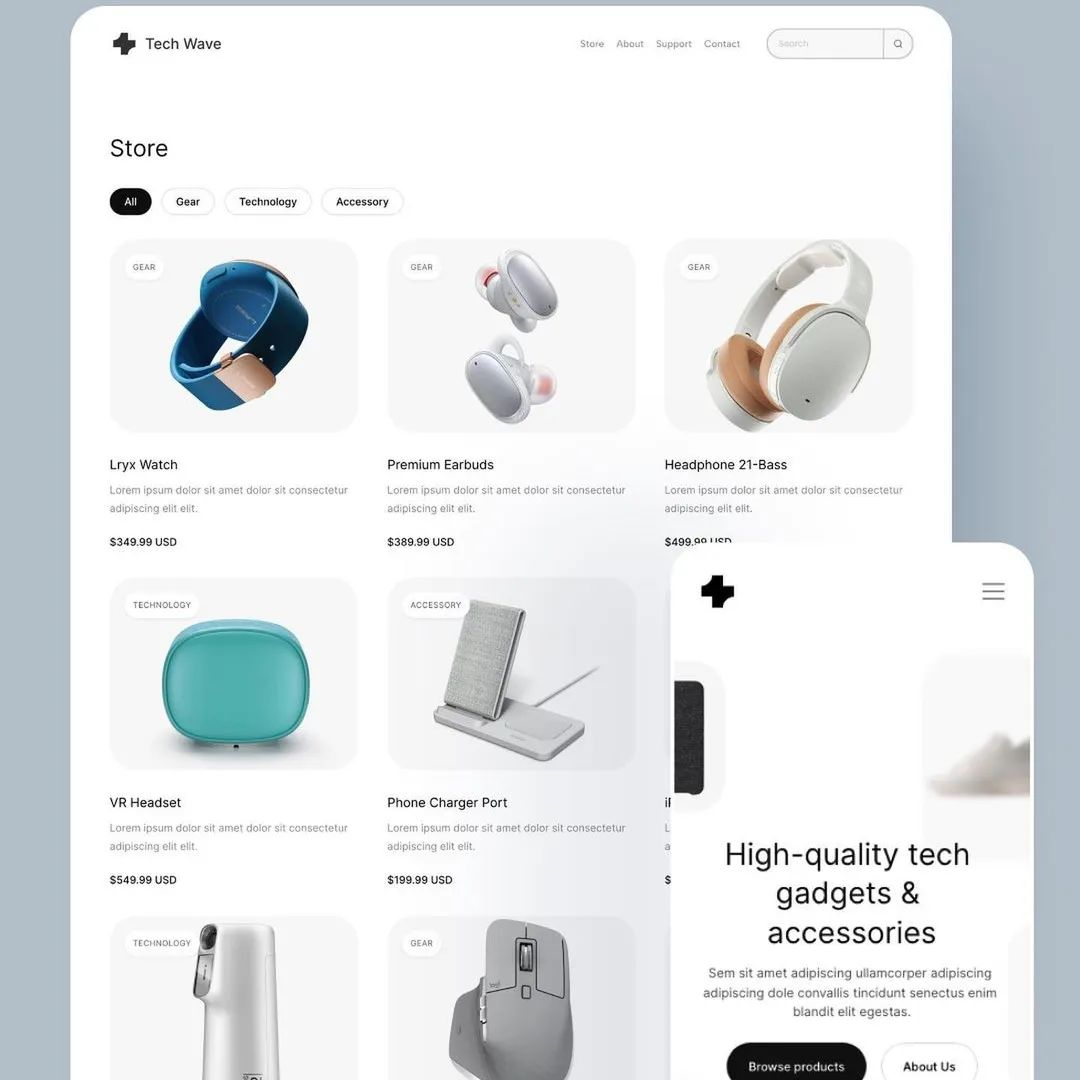 Tech Wave
Store About Support Contact
Search
Store
All Gear Technology Accessory
GEAR
GEAR
GEAR
Lryx Watch
Lorem ipsum dolor sit amet dolor sit consectetur
adipiscing elit elit.
$349.99 USD
Premium Earbuds
Lorem ipsum dolor sit amet dolor sit consectetur
adipiscing elit elit.
$389.99 USD
Headphone 21-Bass
Lorem ipsum dolor sit amet dolor sit consectetur
adipiscing elit elit.
$499.99 USD
TECHNOLOGY
ACCESSORY
VR Headset
Lorem ipsum dolor sit amet dolor sit consectetur
adipiscing elit elit.
$549.99 USD
Phone Charger Port
Lorem ipsum dolor sit amet dolor sit consectetur
adipiscing elit elit.
$199.99 USD
TECHNOLOGY
GEAR
logi
High-quality tech
gadgets &
accessories
Sem sit amet adipiscing ullamcorper adipiscing
adipiscing dole convallis tincidunt senectus enim
blandit elit egestas.
Browse products
About Us